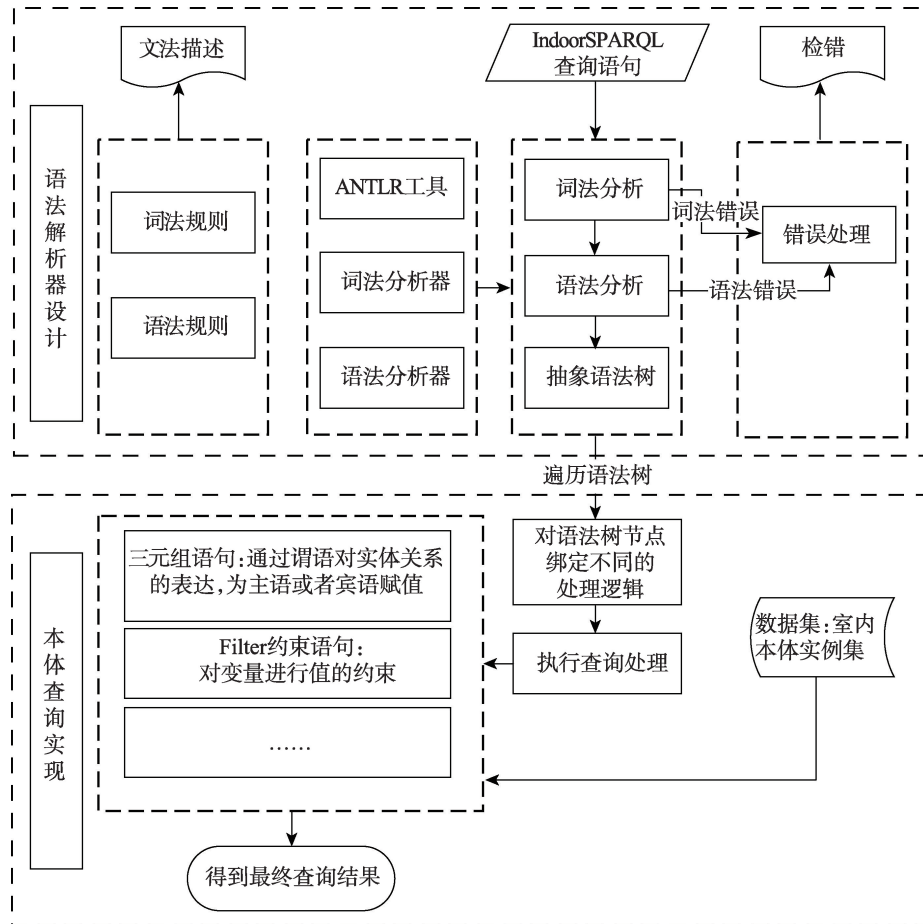 文法描述
IndoorSPARQL
查询语句
检错
语法解析器设计
词法规则
语法规则
ANTLR工具
词法分析器
语法分析器
词法分析
语法分析
抽象语法树
词法错误
语法错误
错误处理
遍历语法树
本体查询实现
三元组语句:通过谓语对实体关系
的表达,为主语或者宾语赋值
Filter约束语句:
对变量进行值的约束
……
对语法树节点
绑定不同的
处理逻辑
执行查询处理
数据集:室内
本体实例集
得到最终查询结果